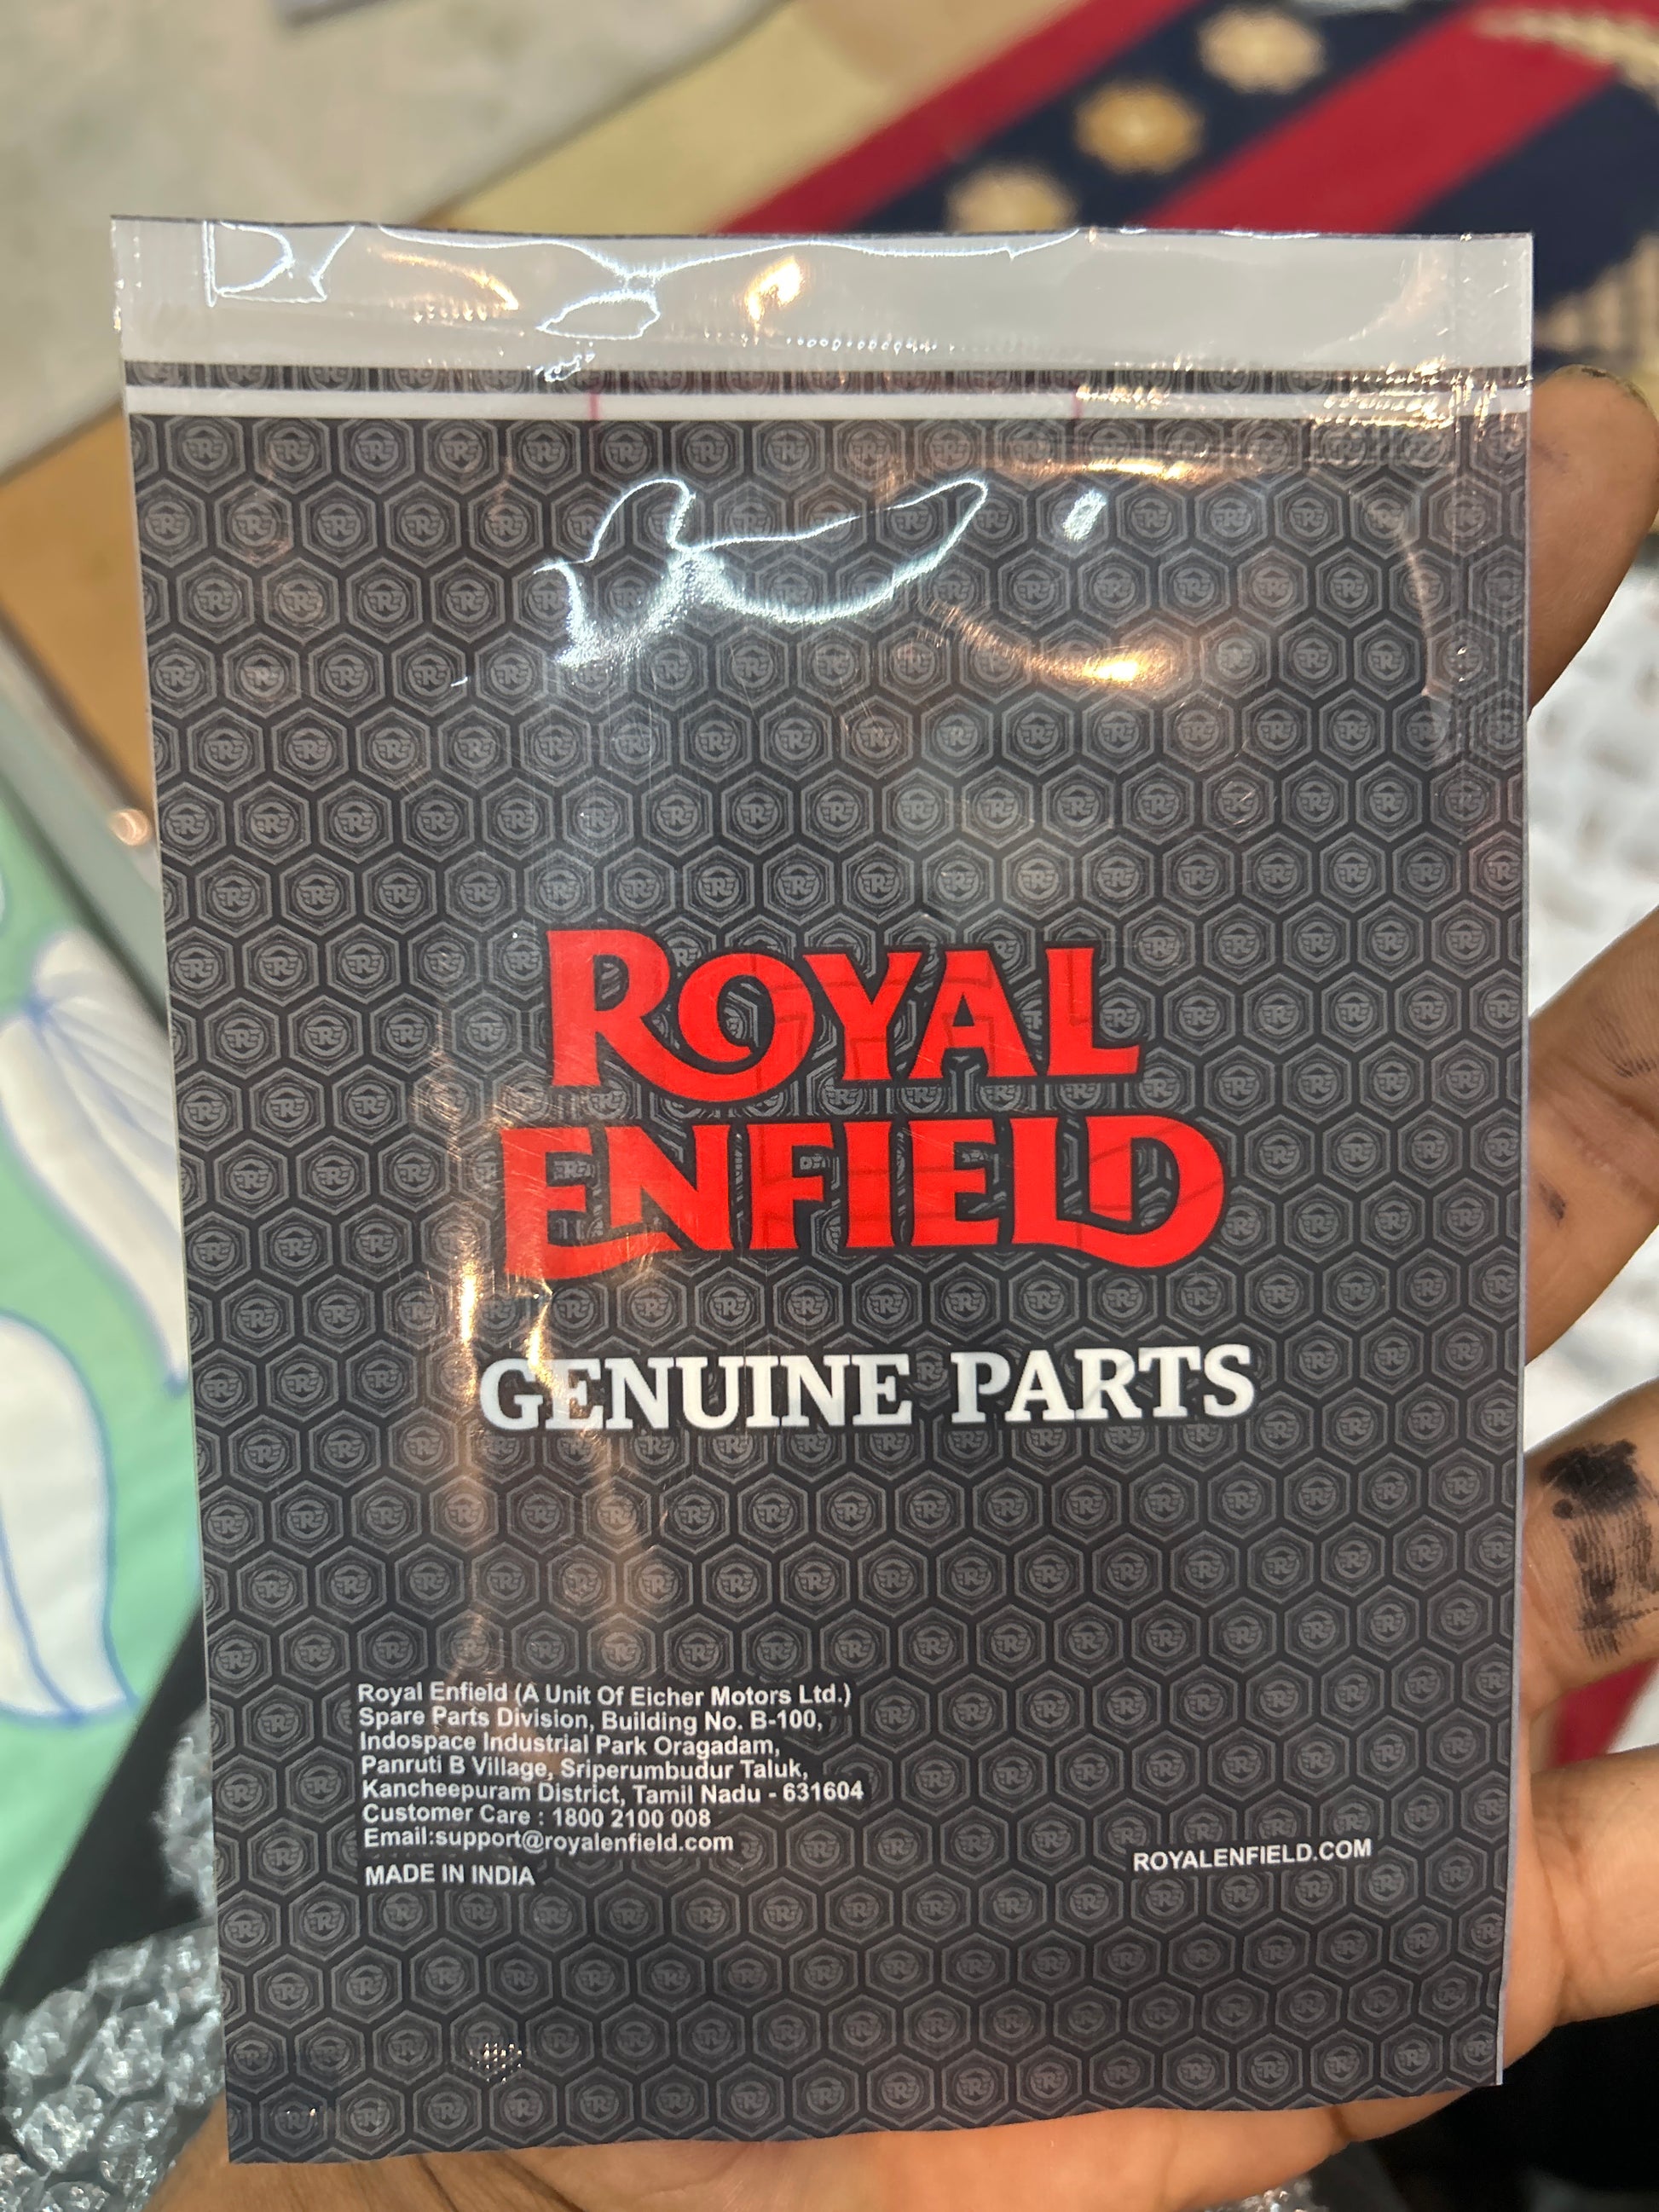 ROYAL
ENFIELD
GENUINE PARTS
Royal Enfield (A Unit Of Eicher Motors Ltd.)
Spare Parts Division, Building No. B-100,
Indospace Industrial Park Oragadam,
Panruti B Village, Sriperumbudur Taluk,
Kancheepuram District, Tamil Nadu - 631604
Customer Care : 1800 2100 008
Email:support@royalenfield.com
MADE IN INDIA
ROYALENFIELD.COM